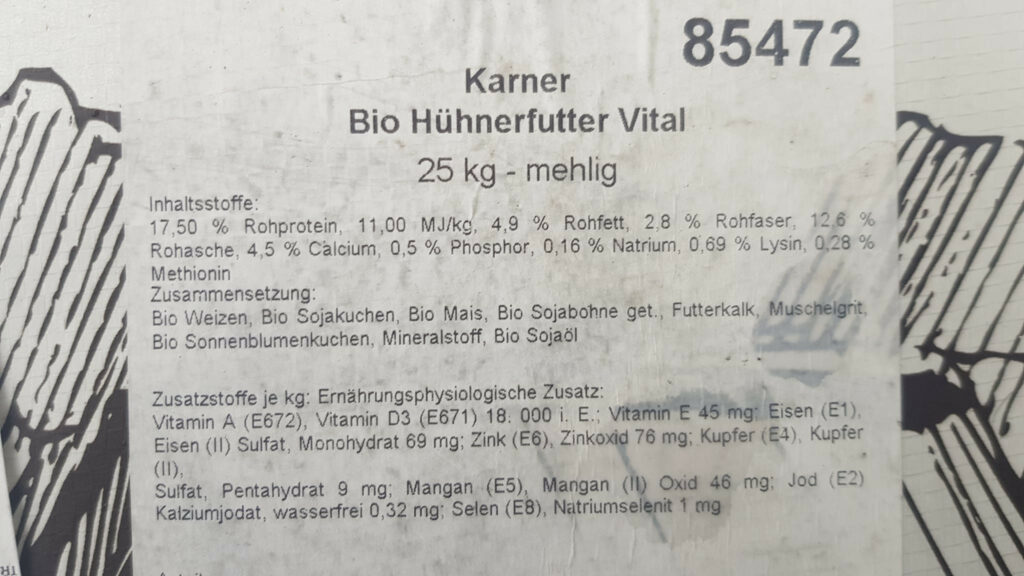 85472
Karner
Bio Hühnerfutter Vital
25 kg - mehlig
Inhaltsstoffe:
17,50 % Rohprotein, 11,00 MJ/kg, 4,9 % Rohfett, 2,8 % Rohfaser, 12,6 %
Rohasche, 4,5 % Calcium, 0,5 % Phosphor, 0,16 % Natrium, 0,69 % Lysin, 0,28 %
Methionin
Zusammensetzung:
Bio Weizen, Bio Sojakuchen, Bio Mais, Bio Sojabohne get., Futterkalk, Muschelgrit,
Bio Sonnenblumenkuchen, Mineralstoff, Bio Sojaöl
Zusatzstoffe je kg: Ernährungsphysiologische Zusatz:
Vitamin A (E672), Vitamin D3 (E671) 18. 000 i. E.; Vitamin E 45 mg: Eisen (E1),
Eisen (II) Sulfat, Monohydrat 69 mg; Zink (E6), Zinkoxid 76 mg; Kupfer (E4), Kupfer
(II),
Sulfat, Pentahydrat 9 mg; Mangan (E5), Mangan (II) Oxid 46 mg; Jod (E2)
Kalziumjodat, wasserfrei 0,32 mg; Selen (E8), Natriumselenit 1 mg